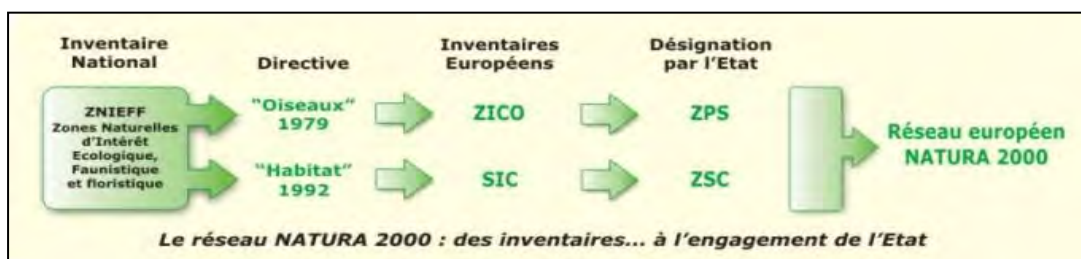 Inventaire
National
Directive
Inventaires
Européens
Désignation
par l'Etat
ZNIEFF
Zones Naturelles
d'Intérêt
Ecologique,
Faunistique
et floristique
"Oiseaux"
1979
ZICO
ZPS
"Habitat"
1992
SIC
ZSC
Réseau européen
NATURA 2000
Le réseau NATURA 2000 : des inventaires... à l'engagement de l'Etat